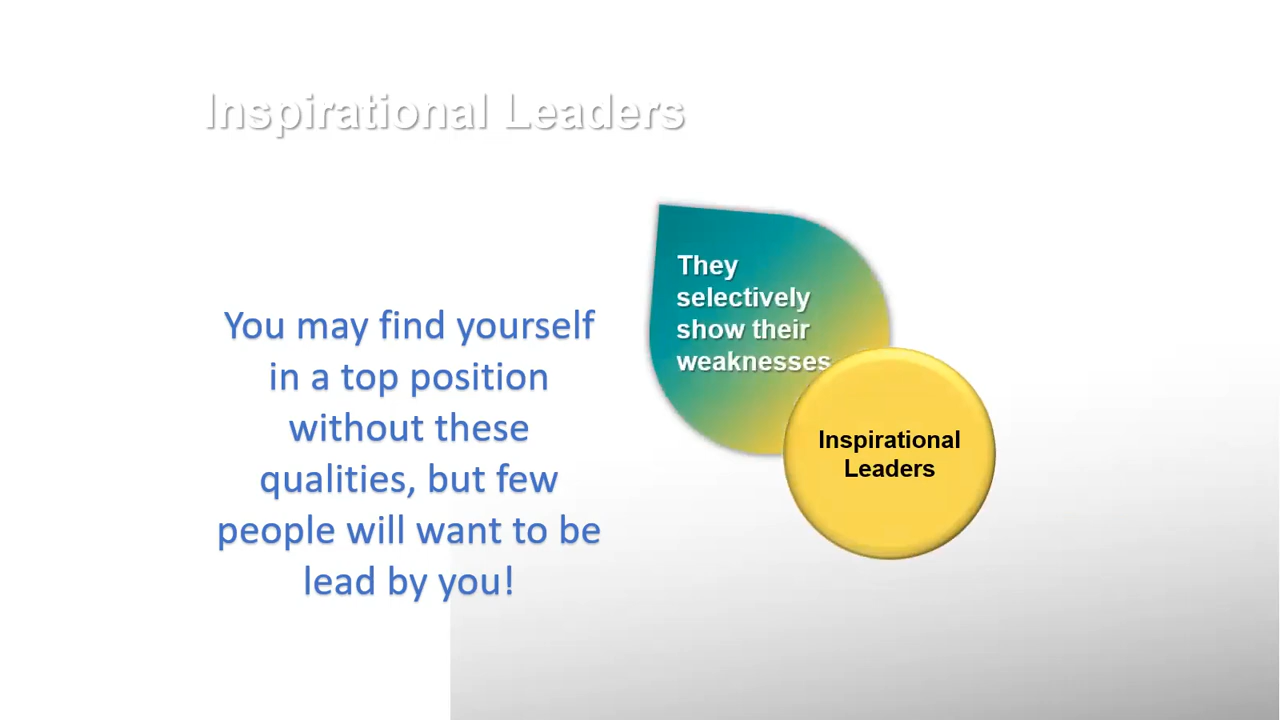 Inspirational Leaders
They
selectively
show their
weaknesses
You may find yourself
in a top position
without these
qualities, but few
people will want to be
lead by you!
Inspirational
Leaders